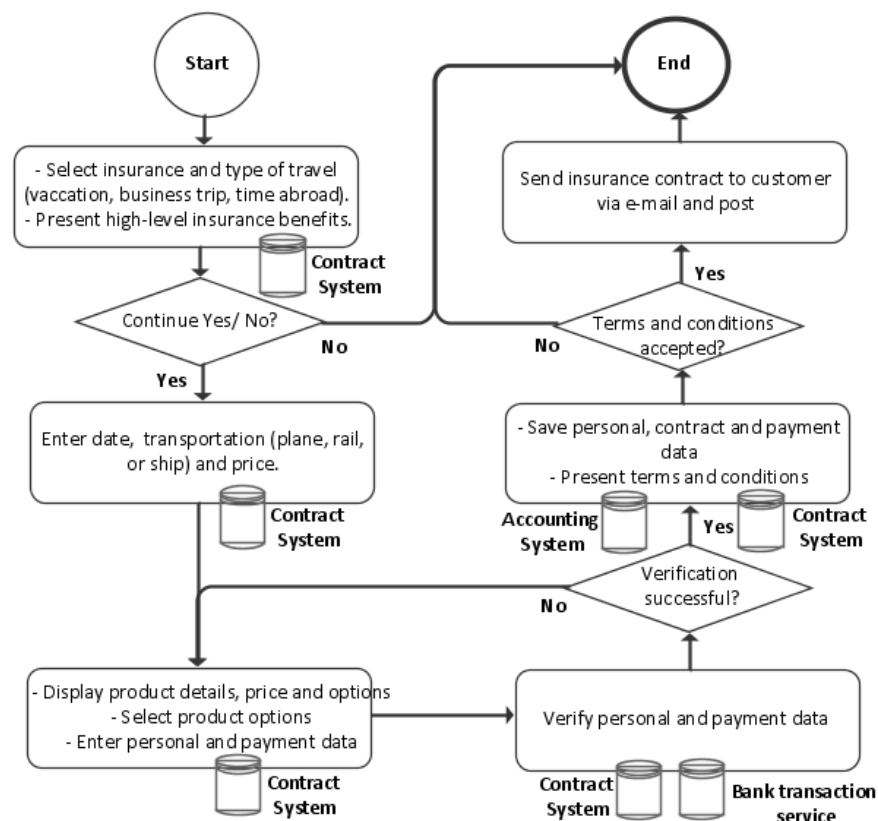 Start
End
- Select insurance and type of travel
(vaccation, business trip, time abroad).
- Present high-level insurance benefits.
Contract
System
Continue Yes/ No?
No
Yes
Enter date, transportation (plane, rail,
or ship) and price.
Contract
System
- Display product details, price and options
- Select product options
- Enter personal and payment data
Contract
System
Verify personal and payment data
Contract
System
Bank transaction
service
Verification
successful?
No
Yes
- Save personal, contract and payment
data
- Present terms and conditions
Accounting
System
Contract
System
Terms and conditions
accepted?
No
Yes
Send insurance contract to customer
via e-mail and post